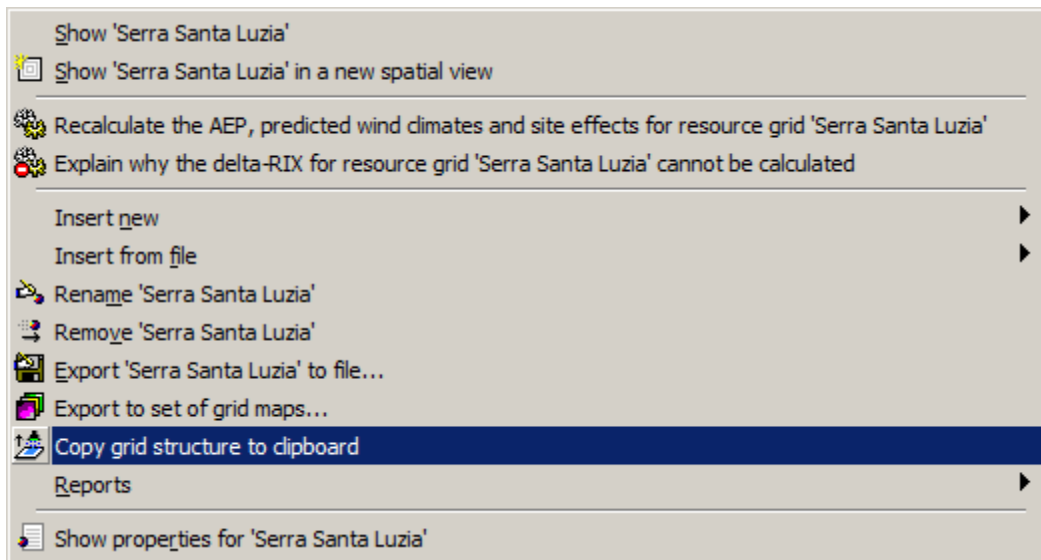 Show 'Serra Santa Luzia'
Show 'Serra Santa Luzia' in a new spatial view
Recalculate the AEP, predicted wind climates and site effects for resource grid 'Serra Santa Luzia'
Explain why the delta-RIX for resource grid 'Serra Santa Luzia' cannot be calculated
Insert new
Insert from file
Rename 'Serra Santa Luzia'
Remove 'Serra Santa Luzia'
Export 'Serra Santa Luzia' to file...
Export to set of grid maps...
Copy grid structure to clipboard
Reports
Show properties for 'Serra Santa Luzia'